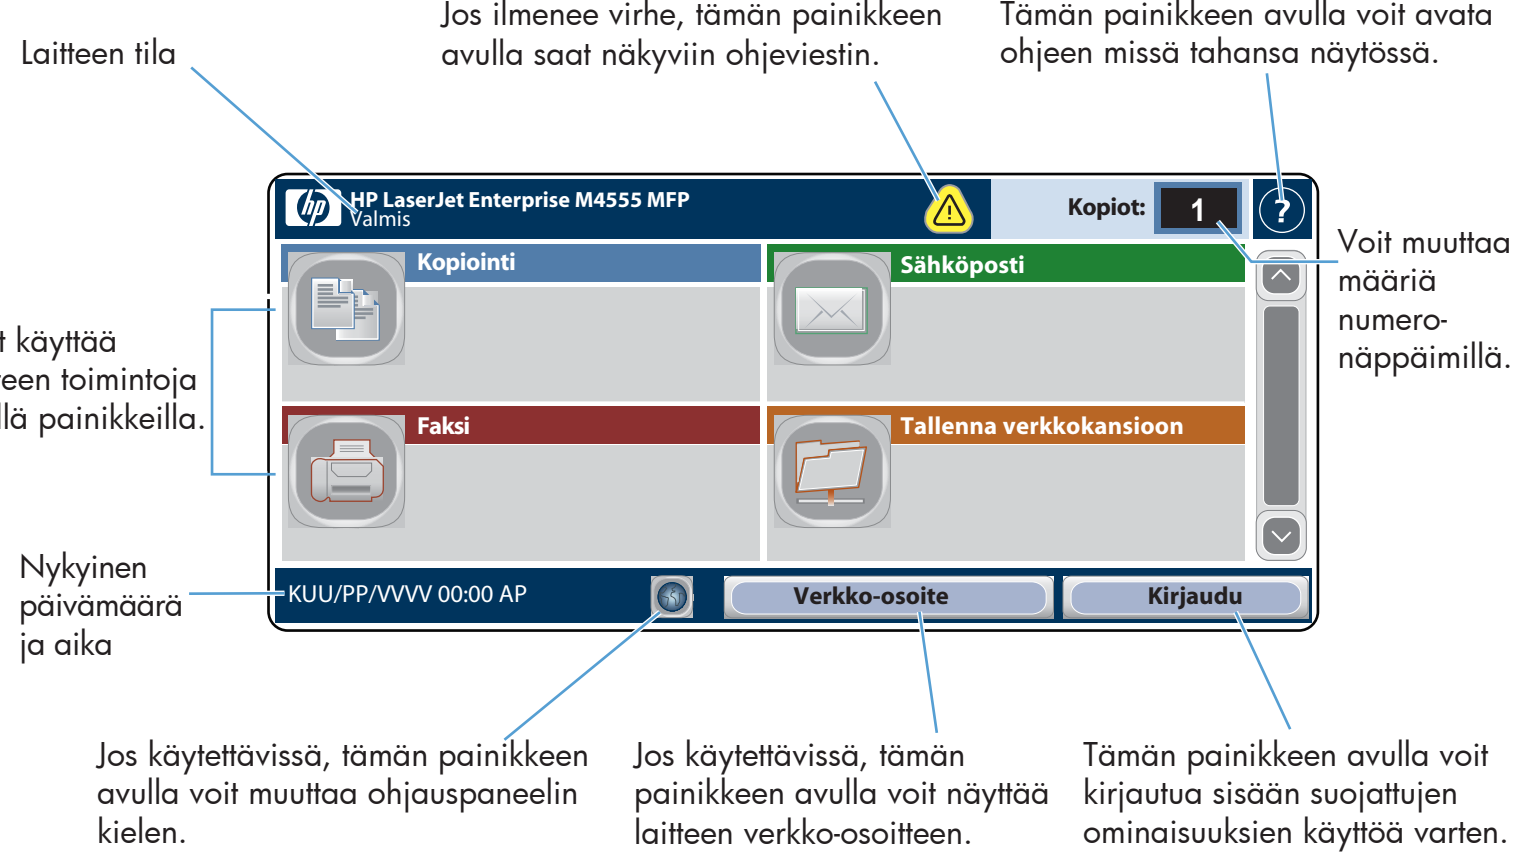 Jos ilmenee virhe, tämän painikkeen
avulla saat näkyviin ohjeviestin.
Tämän painikkeen avulla voit avata
ohjeen missä tahansa näytössä.
Laitteen tila
hp
HP LaserJet Enterprise M4555 MFP
Valmis
Kopiot:
1
?
Voit muuttaa
määriä
numero-
näppäimillä.
Kopiointi
Sähköposti
käyttää
toimintoja
painikkeilla.
Faksi
Tallenna verkkokansioon
Nykyinen
päivämäärä
ja aika
KUU/PP/VVVV 00:00 AP
Verkko-osoite
Kirjaudu
Jos käytettävissä, tämän painikkeen
avulla voit muuttaa ohjauspaneelin
kielen.
Jos käytettävissä, tämän
painikkeen avulla voit näyttää
laitteen verkko-osoitteen.
Tämän painikkeen avulla voit
kirjautua sisään suojattujen
ominaisuuksien käyttöä varten.